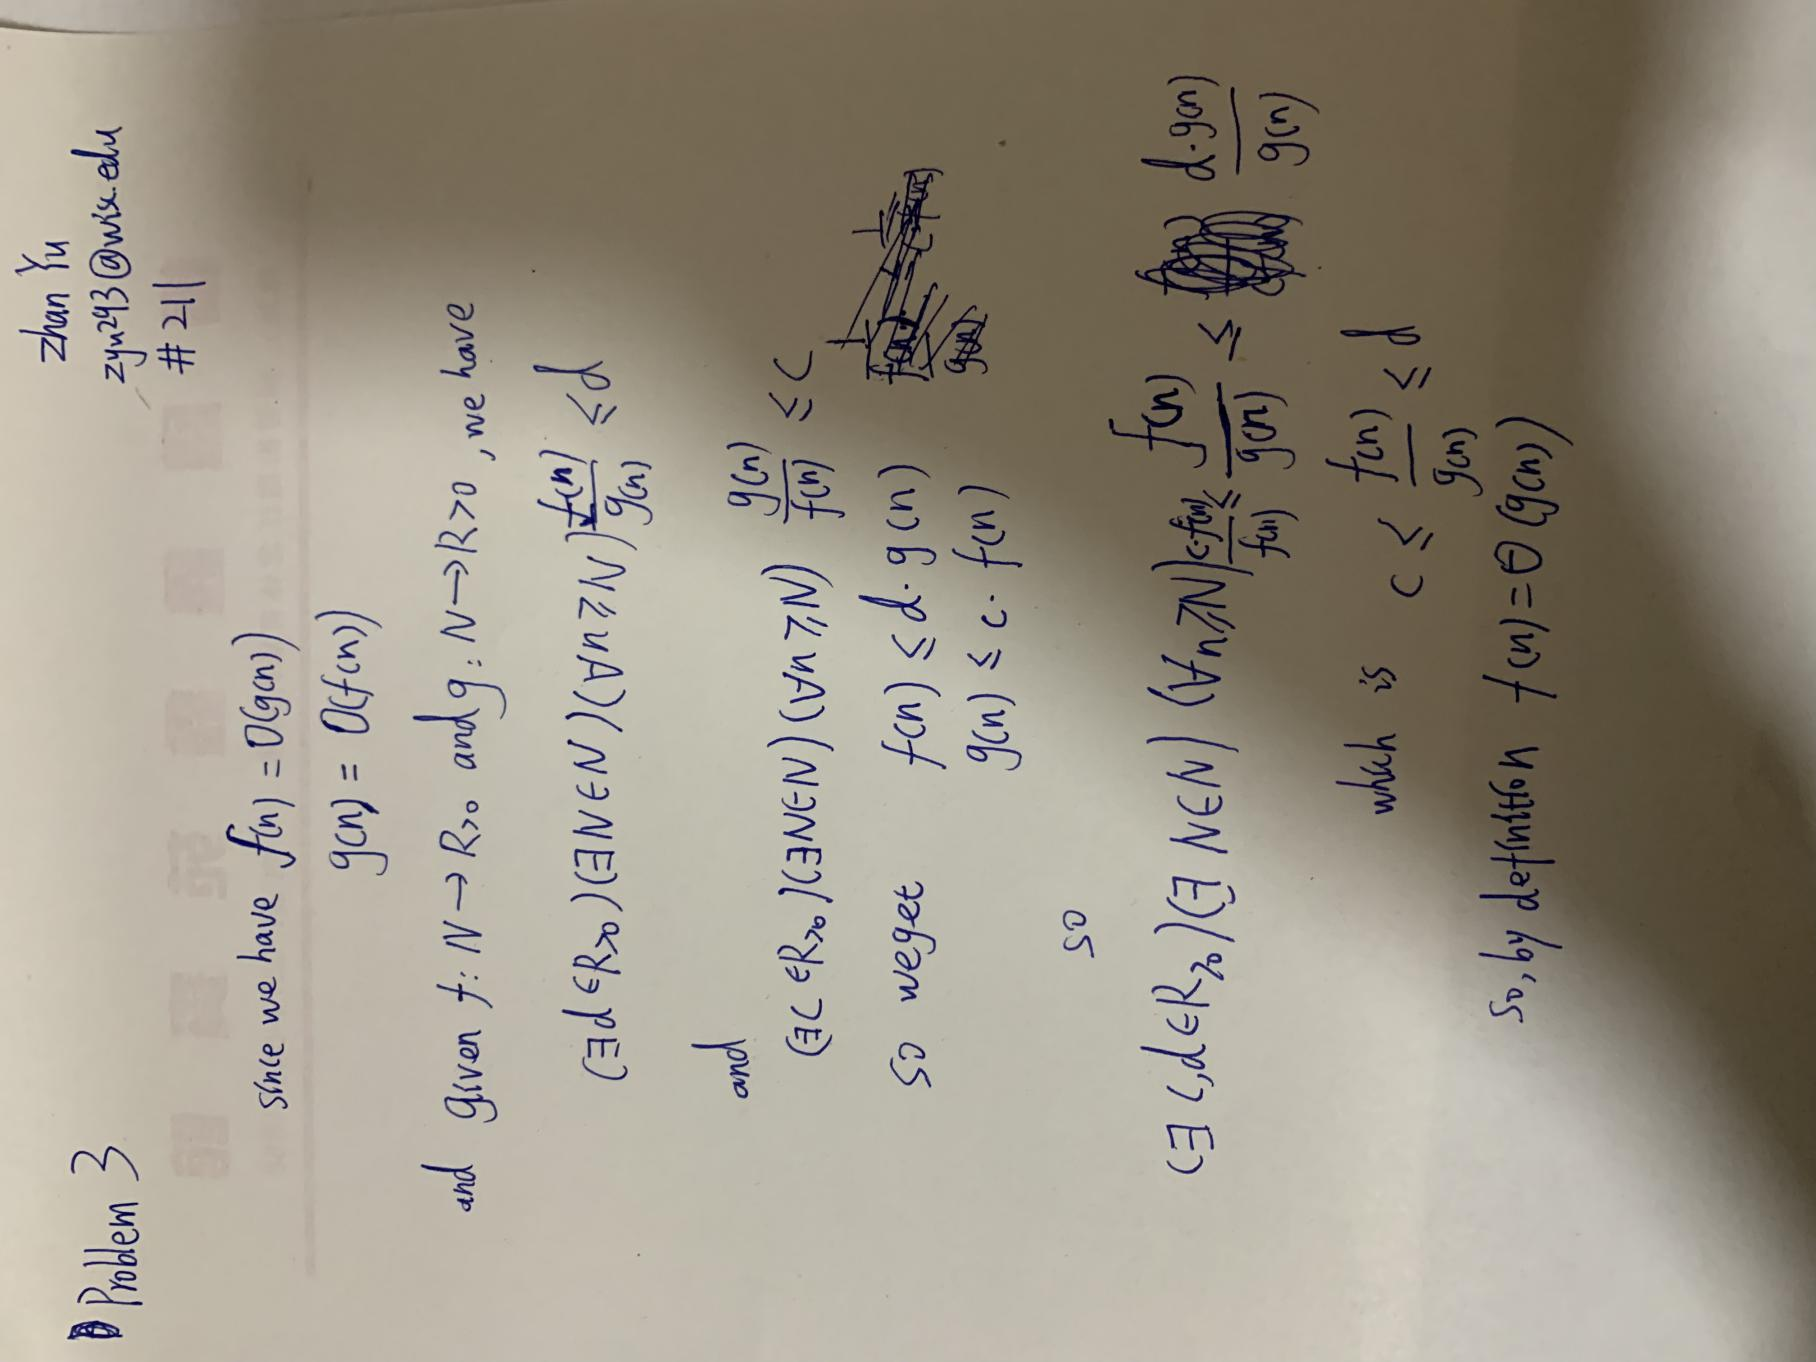 Zhan Yu
zyu293@wisc.edu
#211
Problem 3
since we have f(n) = O(g(n))
g(n) = O(f(n))
and given f: N → R>0 and g: N → R>0, we have
(∃d ∈ R>0)(∃N ∈ N)(∀n ≥ N) f(n)/g(n) ≤ d
and
(∃c ∈ R>0)(∃N ∈ N)(∀n ≥ N) g(n)/f(n) ≤ c
so we get f(n) ≤ d · g(n)
g(n) ≤ c · f(n)
so
(∃ c,d ∈ R>0)(∃ N ∈ N)(∀n ≥ N) c·f(n)/f(n) ≤ f(n)/g(n) ≤ d·g(n)/g(n)
which is c ≤ f(n)/g(n) ≤ d
so, by definition f(n) = Θ(g(n))